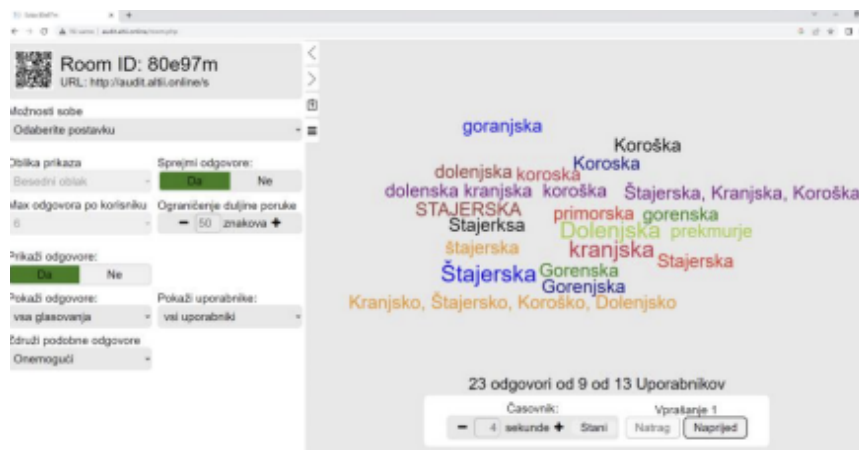 Room ID: 80e97m
URL: http://audit.altii.online/s
Možnosti sobe
Odaberite postavku
Oblika prikaza
Sprejmi odgovore:
Besedni oblak
Da
Ne
Max odgovora po korisniku
Ograničenje duljine poruke
6
50 znakova
Prikaži odgovore:
Da
Ne
Pokaži odgovore:
Pokaži uporabnike:
vsa glasovanja
vsi uporabniki
Združi podobne odgovore
Onemogući
goranjska
Koroška
Koroska
dolenjska koroska
dolenska kranjska koroška Štajerska, Kranjska, Koroška
STAJERSKA
primorska gorenska
Stajerksa
Dolenjska prekmurje
štajerska
kranjska
Stajerska
Štajerska Gorenska
Gorenjska
Kranjsko, Štajersko, Koroško, Dolenjsko
23 odgovori od 9 od 13 Uporabnikov
Časovnik:
Vprašanje 1
4 sekunde
Stani
Natrag
Naprijed